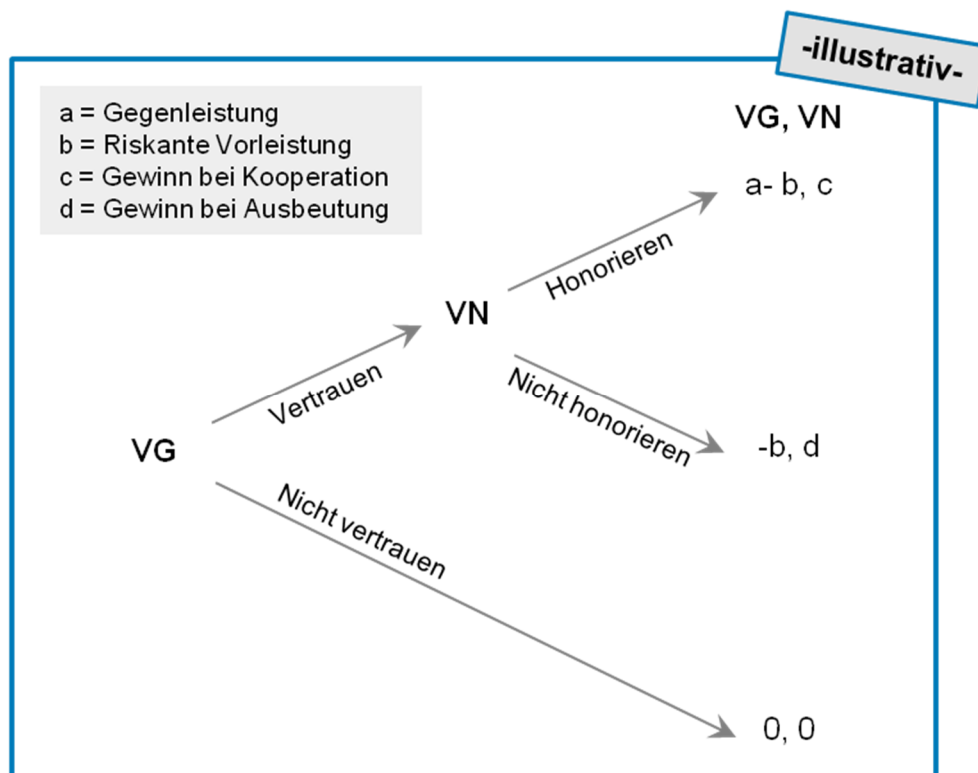 -illustrativ-
a = Gegenleistung
b = Riskante Vorleistung
c = Gewinn bei Kooperation
d = Gewinn bei Ausbeutung
VG, VN
a- b, c
Honorieren
VN
Vertrauen
Nicht honorieren
-b, d
VG
Nicht vertrauen
0, 0